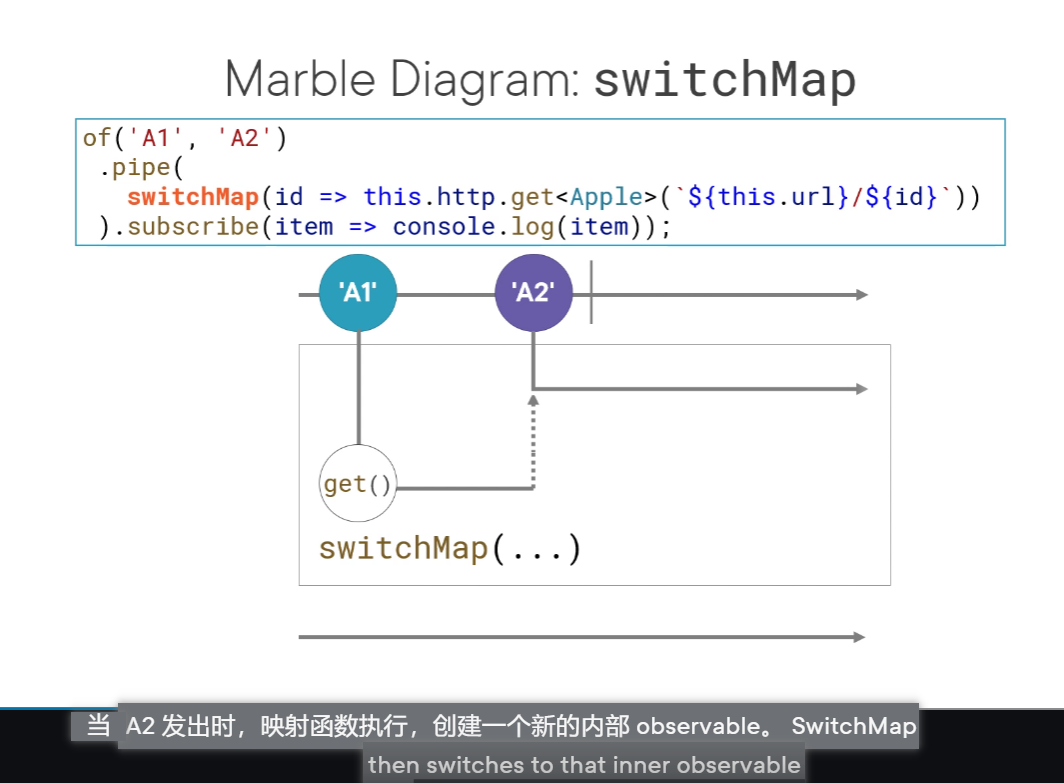 Marble Diagram: switchMap
of('A1', 'A2')
.pipe(
switchMap(id => this.http.get<Apple>(`${this.url}/${id}`))
).subscribe(item => console.log(item));
'A1'
'A2'
get()
switchMap(...)
当 A2 发出时，映射函数执行，创建一个新的内部 observable。 SwitchMap
then switches to that inner observable